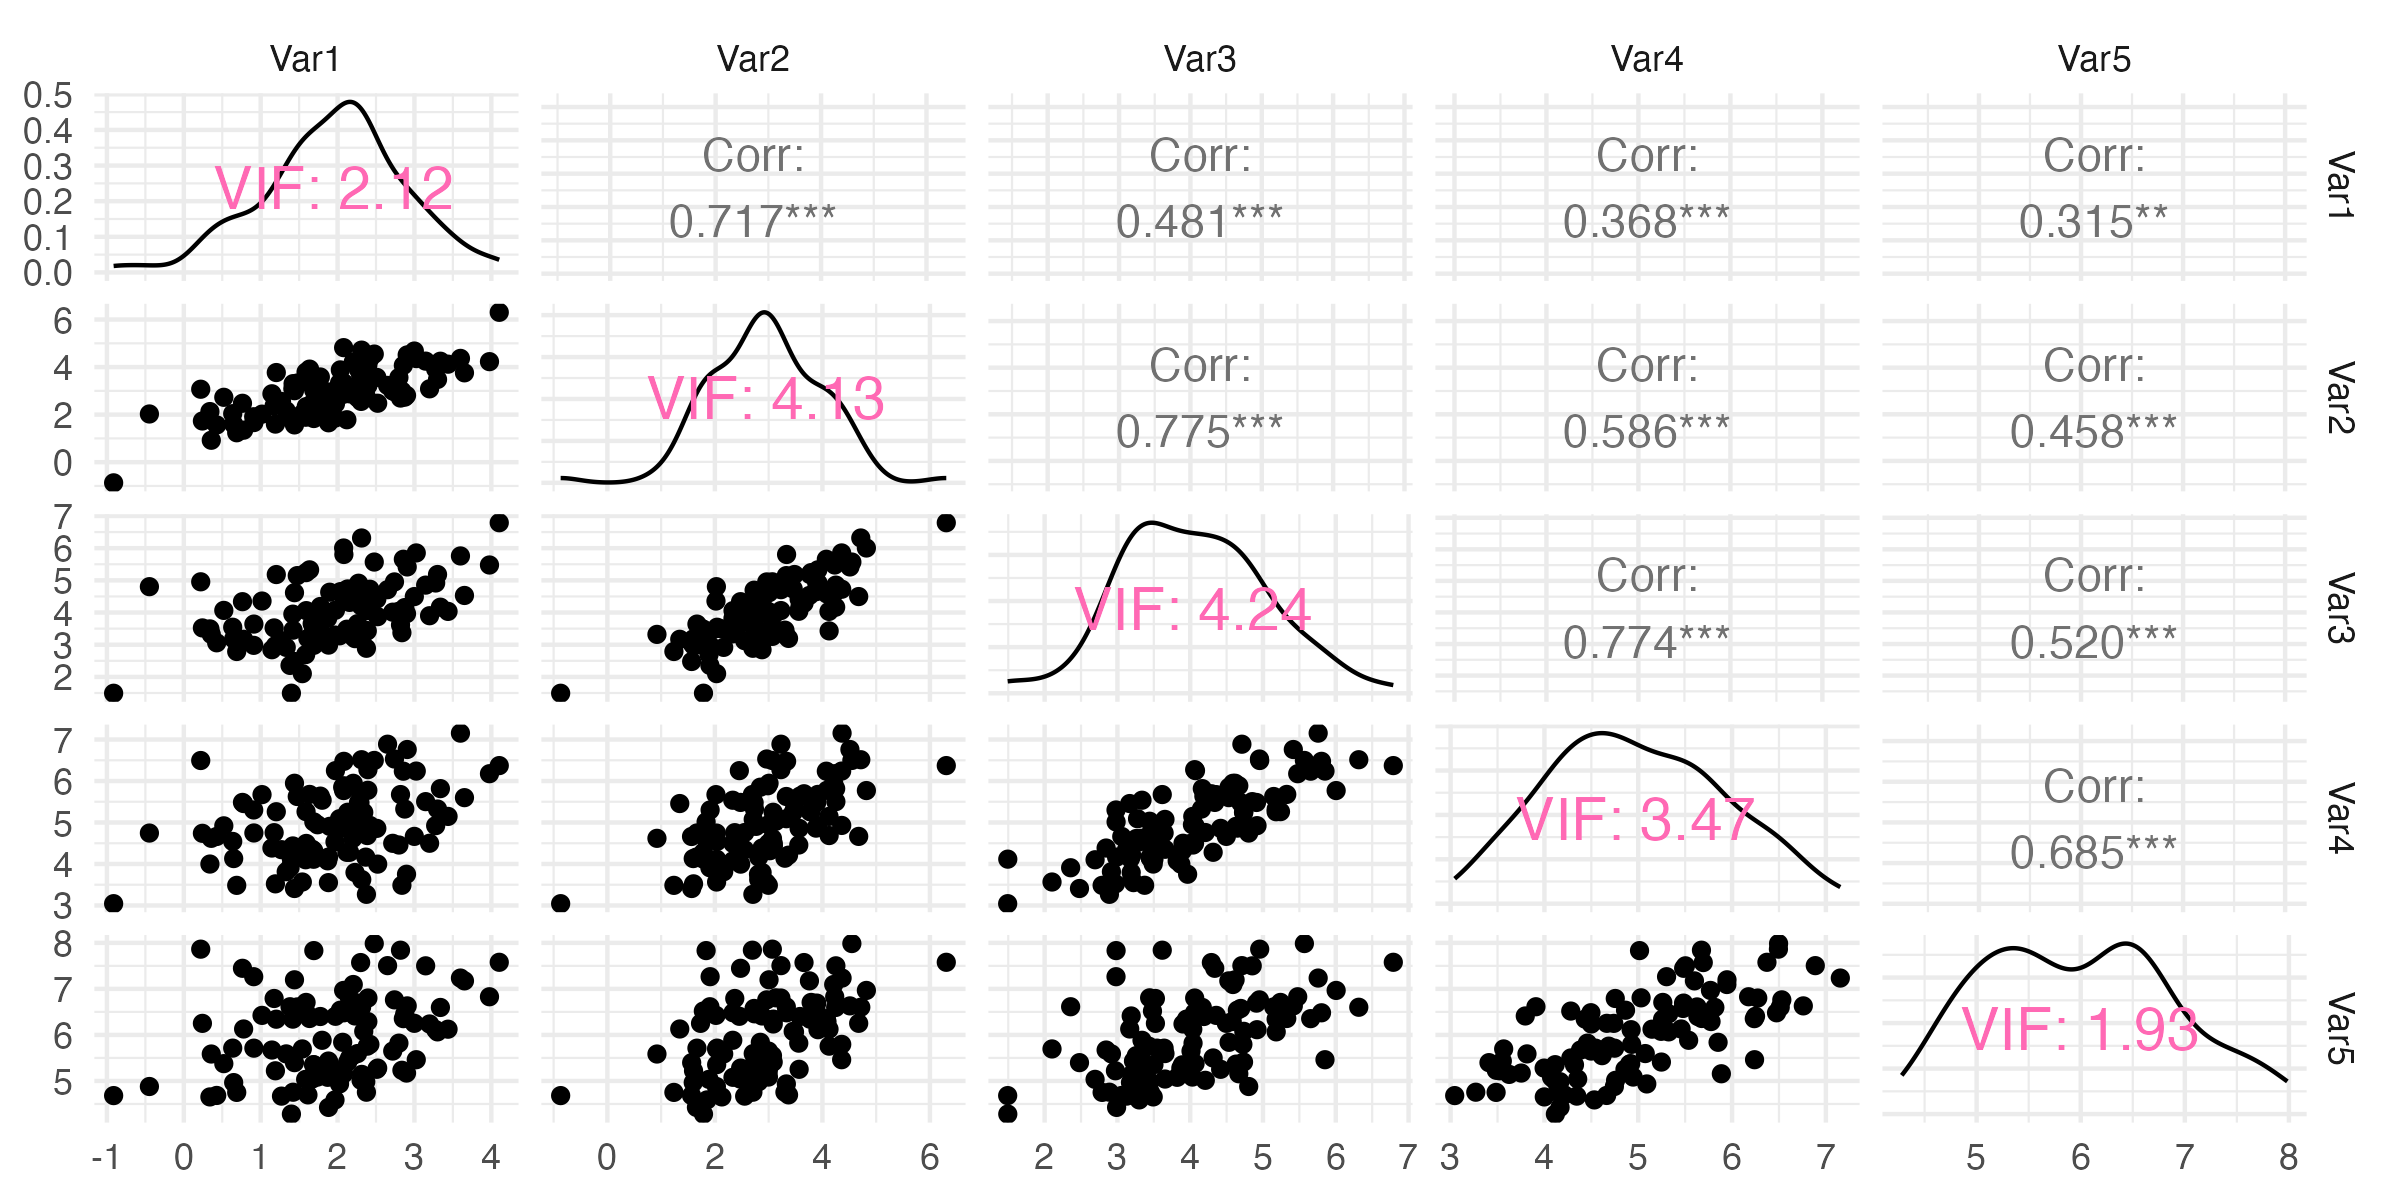 Var1 Var2 Var3 Var4 Var5
0.5
0.4
0.3
0.2
0.1
0.0
VIF: 2.12
Corr:
0.717***
Corr:
0.481***
Corr:
0.368***
Corr:
0.315**
Var1
6
4
2
0
VIF: 4.13
Corr:
0.775***
Corr:
0.586***
Corr:
0.458***
Var2
7
6
5
4
3
2
VIF: 4.24
Corr:
0.774***
Corr:
0.520***
Var3
7
6
5
4
3
VIF: 3.47
Corr:
0.685***
Var4
8
7
6
5
VIF: 1.93
Var5
-1 0 1 2 3 4 0 2 4 6 2 3 4 5 6 7 3 4 5 6 7 5 6 7 8